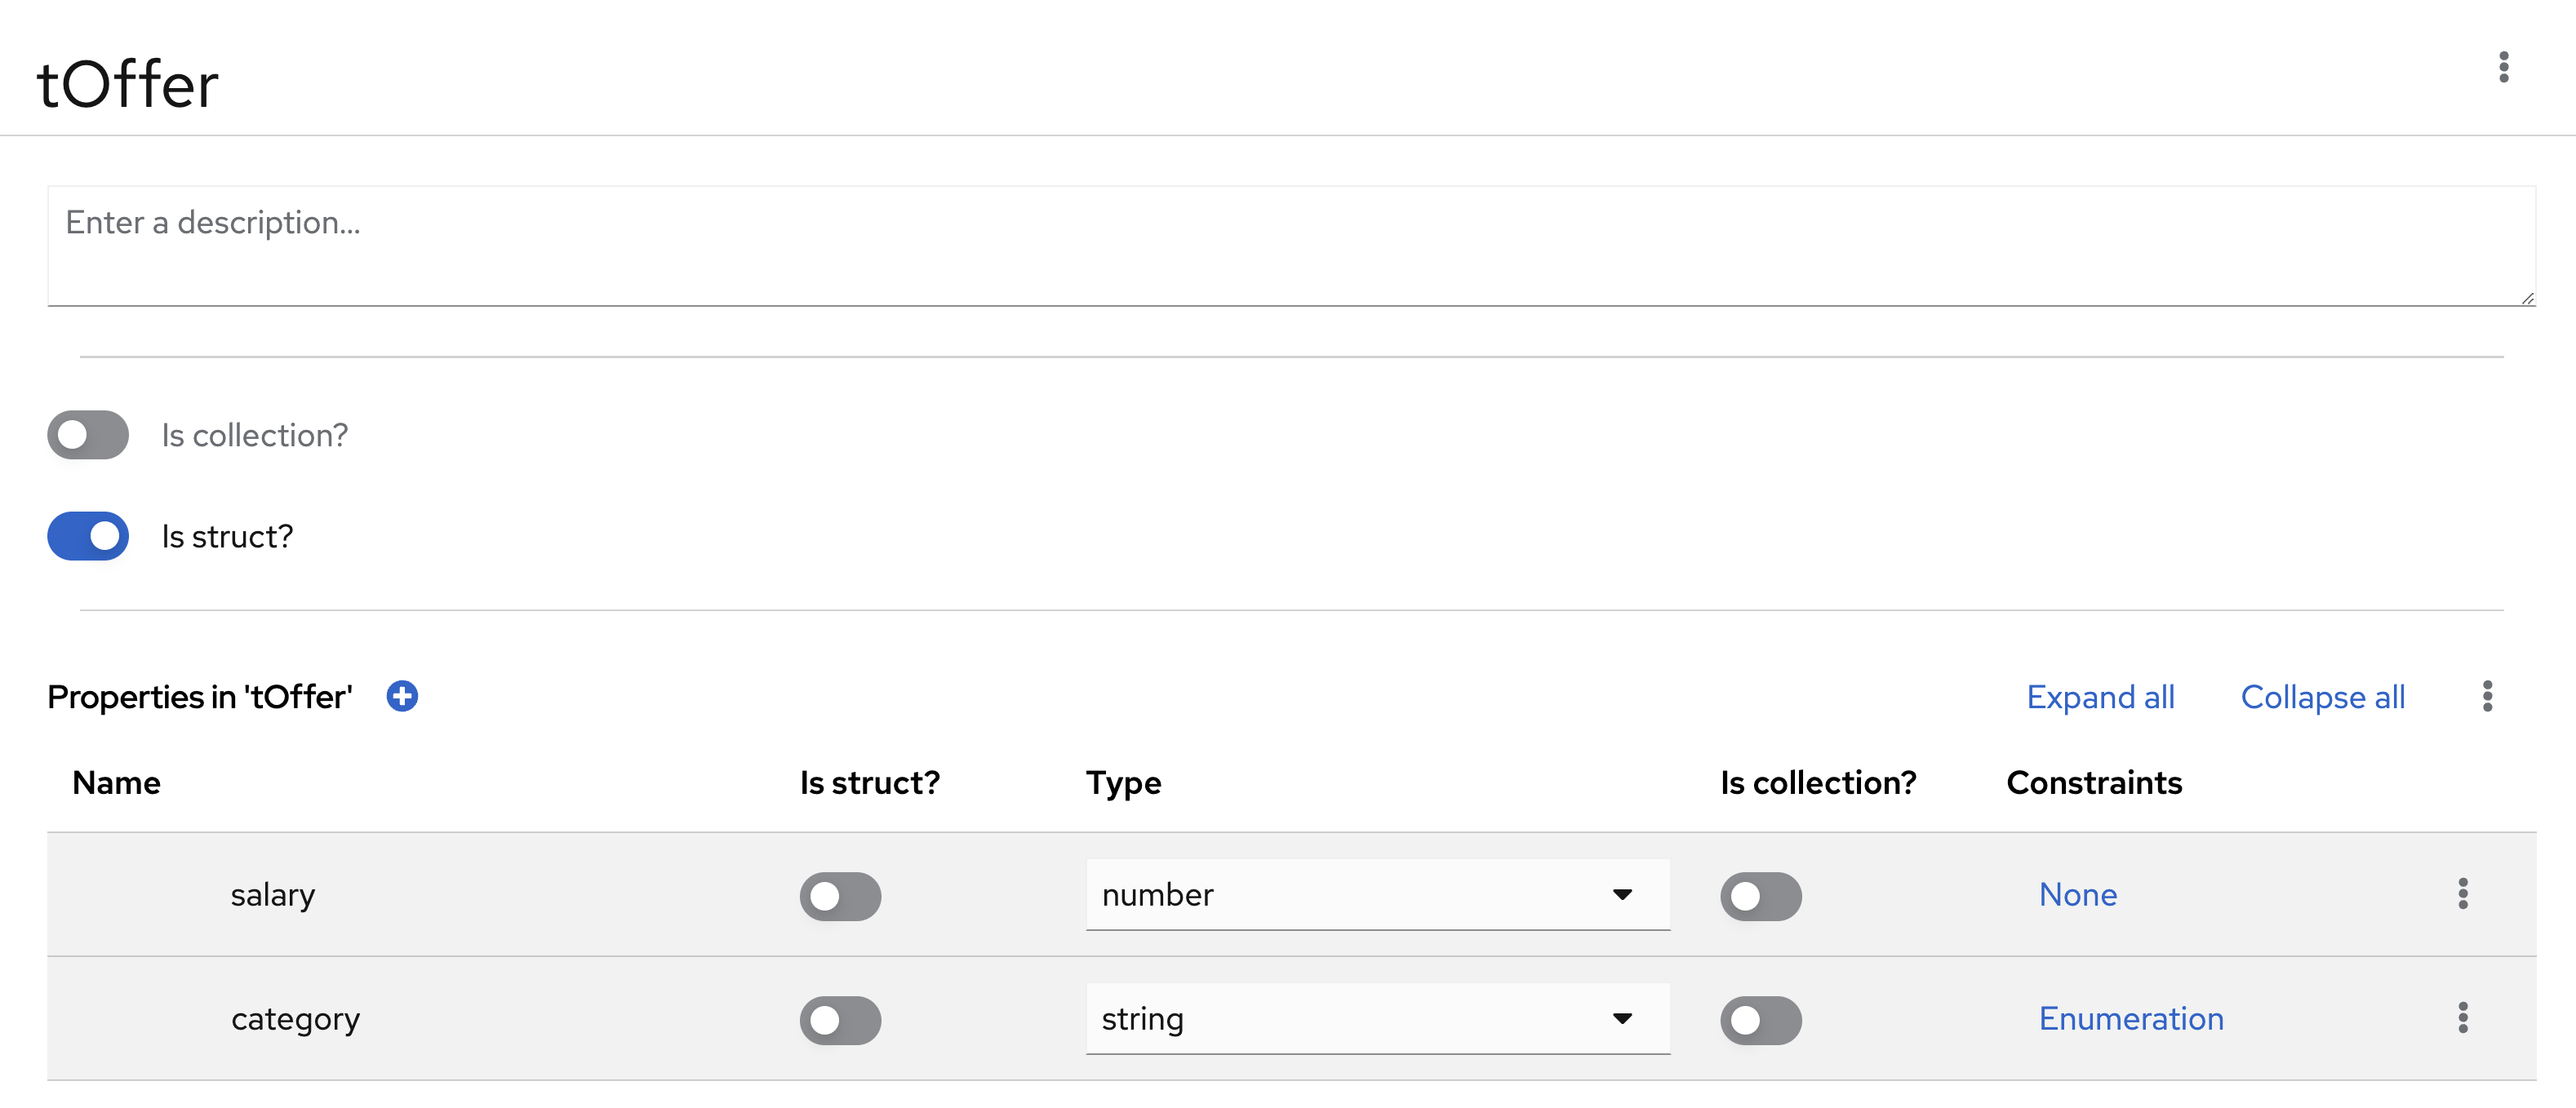 tOffer
Enter a description...
Is collection?
Is struct?
Properties in 'tOffer' Expand all Collapse all
Name Is struct? Type Is collection? Constraints
salary number None
category string Enumeration